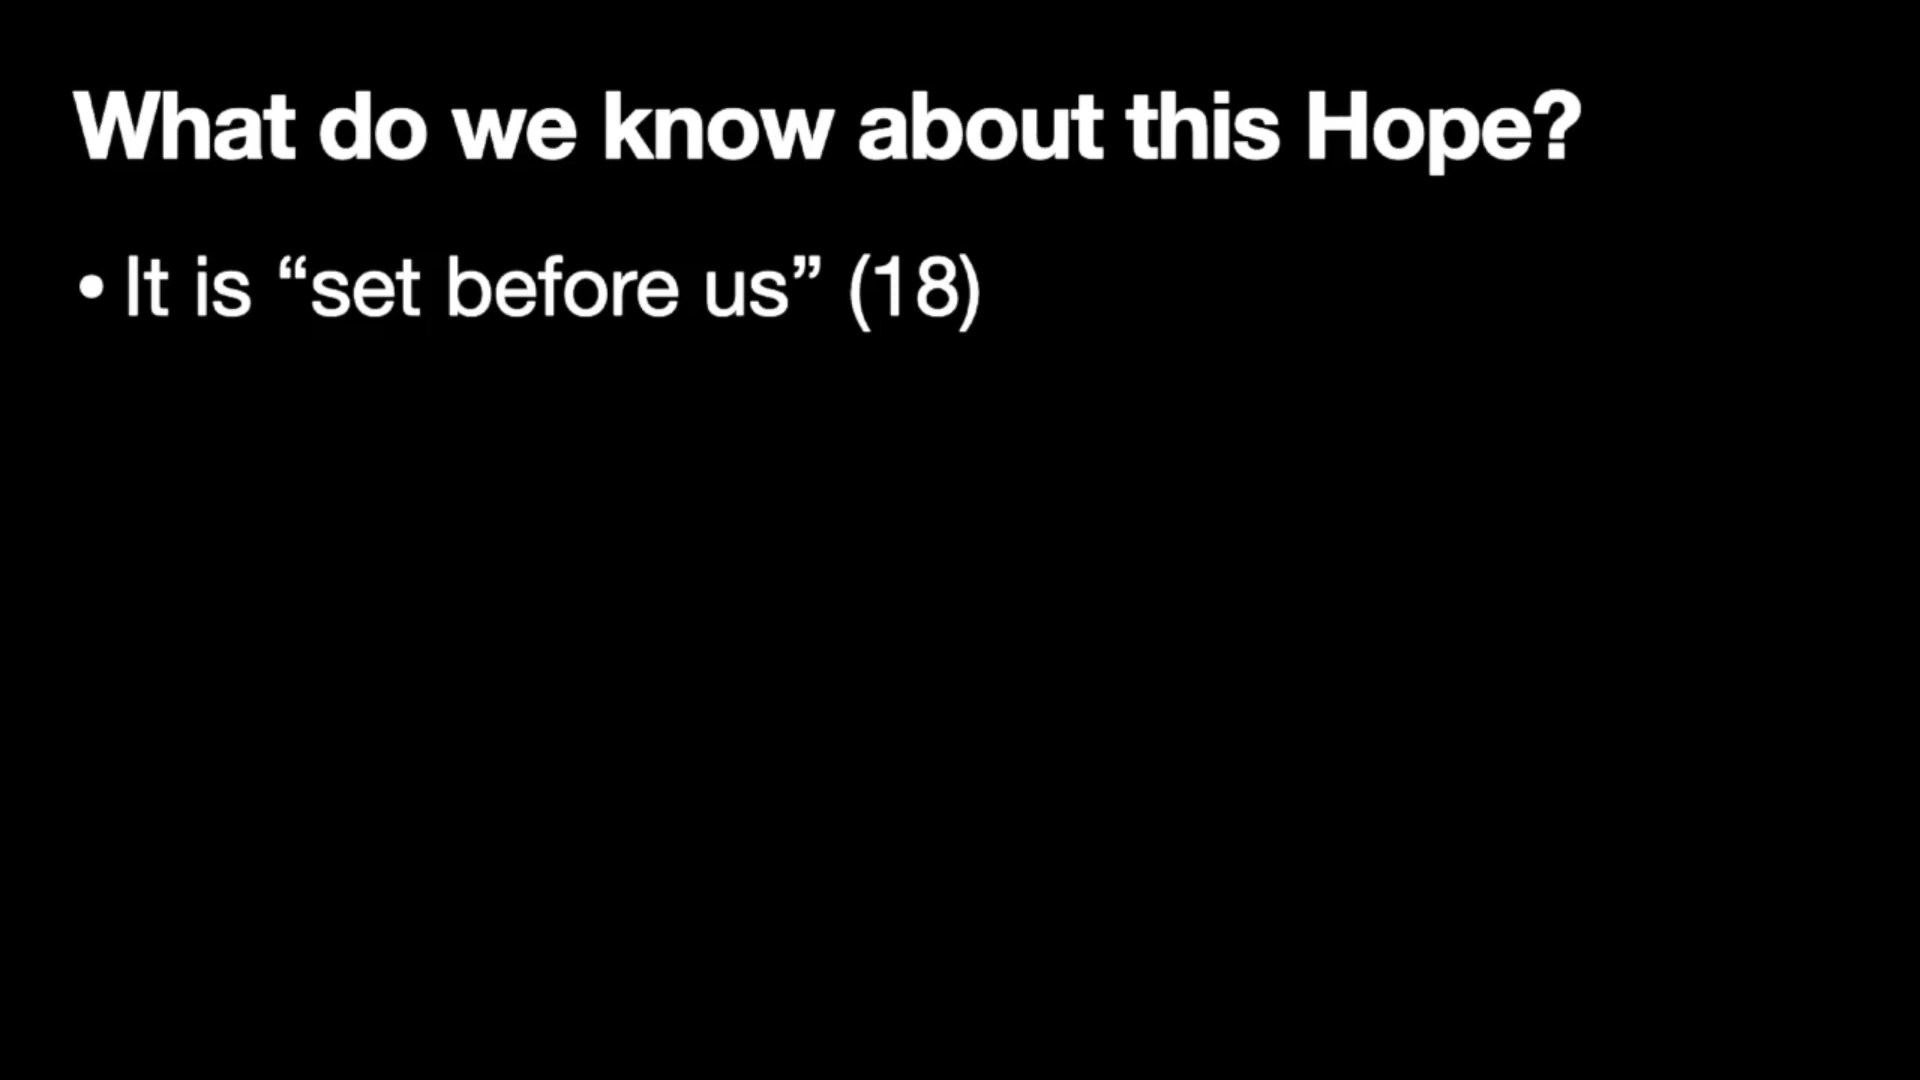 What do we know about this Hope?
• It is “set before us” (18)